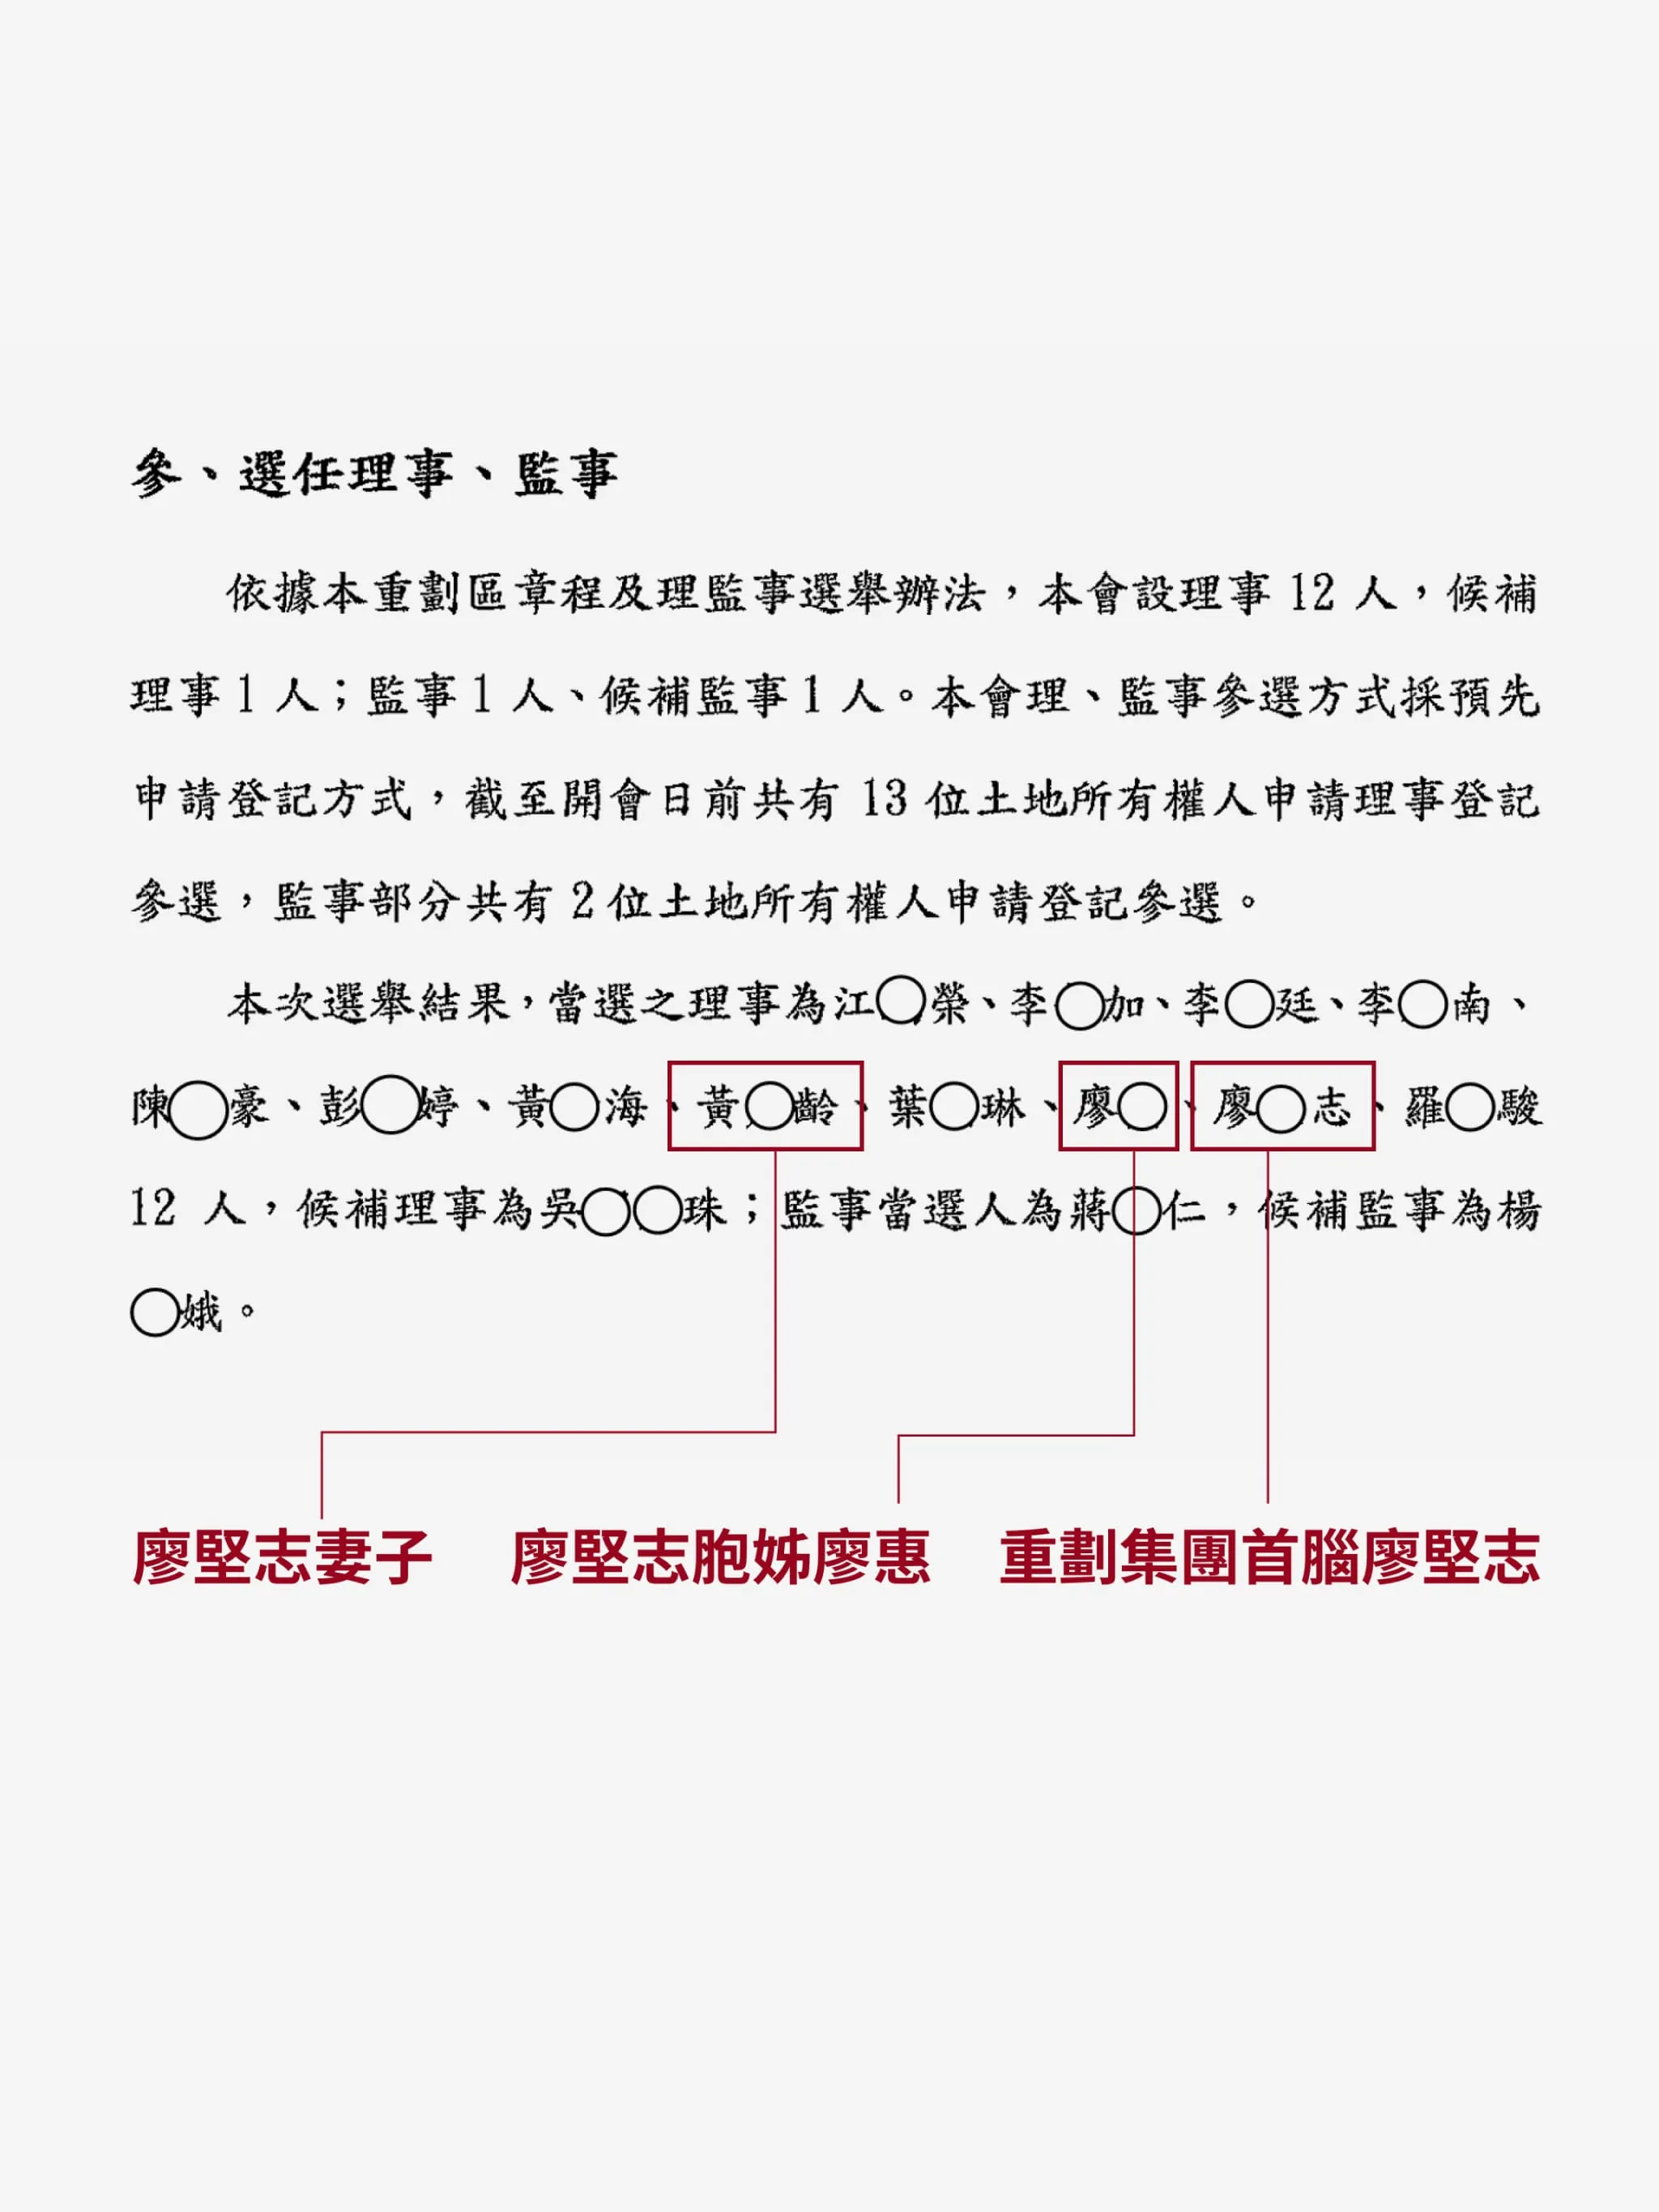 參、選任理事、監事
依據本重劃區章程及理監事選舉辦法，本會設理事 12 人，候補
理事 1 人；監事 1 人、候補監事 1 人。本會理、監事參選方式採預先
申請登記方式，截至開會日前共有 13 位土地所有權人申請理事登記
參選，監事部分共有 2 位土地所有權人申請登記參選。
本次選舉結果，當選之理事為江◯榮、李◯加、李◯廷、李◯南、
陳◯豪、彭◯婷、黃◯海、黃◯齡、葉◯琳、廖◯、廖◯志、羅◯駿
12 人，候補理事為吳◯◯珠；監事當選人為蔣◯仁，候補監事為楊
◯娥。
廖堅志妻子 廖堅志胞姊廖惠 重劃集團首腦廖堅志